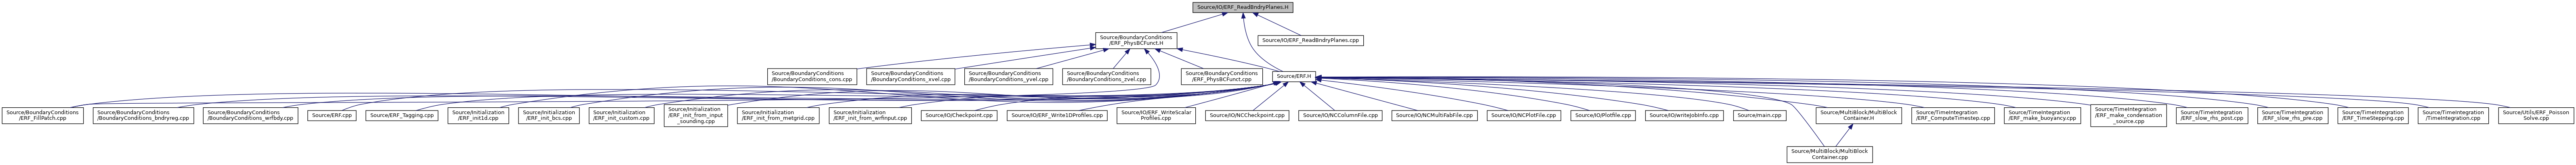 Source/IO/ERF_ReadBndryPlanes.H
Source/BoundaryConditions
/ERF_PhysBCFunct.H
Source/IO/ERF_ReadBndryPlanes.cpp
Source/BoundaryConditions
/BoundaryConditions_cons.cpp
Source/BoundaryConditions
/BoundaryConditions_xvel.cpp
Source/BoundaryConditions
/BoundaryConditions_yvel.cpp
Source/BoundaryConditions
/BoundaryConditions_zvel.cpp
Source/BoundaryConditions
/ERF_PhysBCFunct.cpp
Source/ERF.H
Source/BoundaryConditions
/ERF_FillPatch.cpp
Source/BoundaryConditions
/BoundaryConditions_bndryreg.cpp
Source/BoundaryConditions
/BoundaryConditions_wrfbdy.cpp
Source/ERF.cpp
Source/ERF_Tagging.cpp
Source/Initialization
/ERF_init1d.cpp
Source/Initialization
/ERF_init_bcs.cpp
Source/Initialization
/ERF_init_custom.cpp
Source/Initialization
/ERF_init_from_input
_sounding.cpp
Source/Initialization
/ERF_init_from_metgrid.cpp
Source/Initialization
/ERF_init_from_wrfinput.cpp
Source/IO/Checkpoint.cpp
Source/IO/ERF_Write1DProfiles.cpp
Source/IO/ERF_WriteScalar
Profiles.cpp
Source/IO/NCCheckpoint.cpp
Source/IO/NCColumnFile.cpp
Source/IO/NCMultiFabFile.cpp
Source/IO/NCPlotFile.cpp
Source/IO/Plotfile.cpp
Source/IO/writeJobInfo.cpp
Source/main.cpp
Source/MultiBlock/MultiBlock
Container.H
Source/TimeIntegration
/ERF_ComputeTimestep.cpp
Source/TimeIntegration
/ERF_make_buoyancy.cpp
Source/TimeIntegration
/ERF_make_condensation
_source.cpp
Source/TimeIntegration
/ERF_slow_rhs_post.cpp
Source/TimeIntegration
/ERF_slow_rhs_pre.cpp
Source/TimeIntegration
/ERF_TimeStepping.cpp
Source/TimeIntegration
/TimeIntegration.cpp
Source/Utils/ERF_Poisson
Solve.cpp
Source/MultiBlock/MultiBlock
Container.cpp